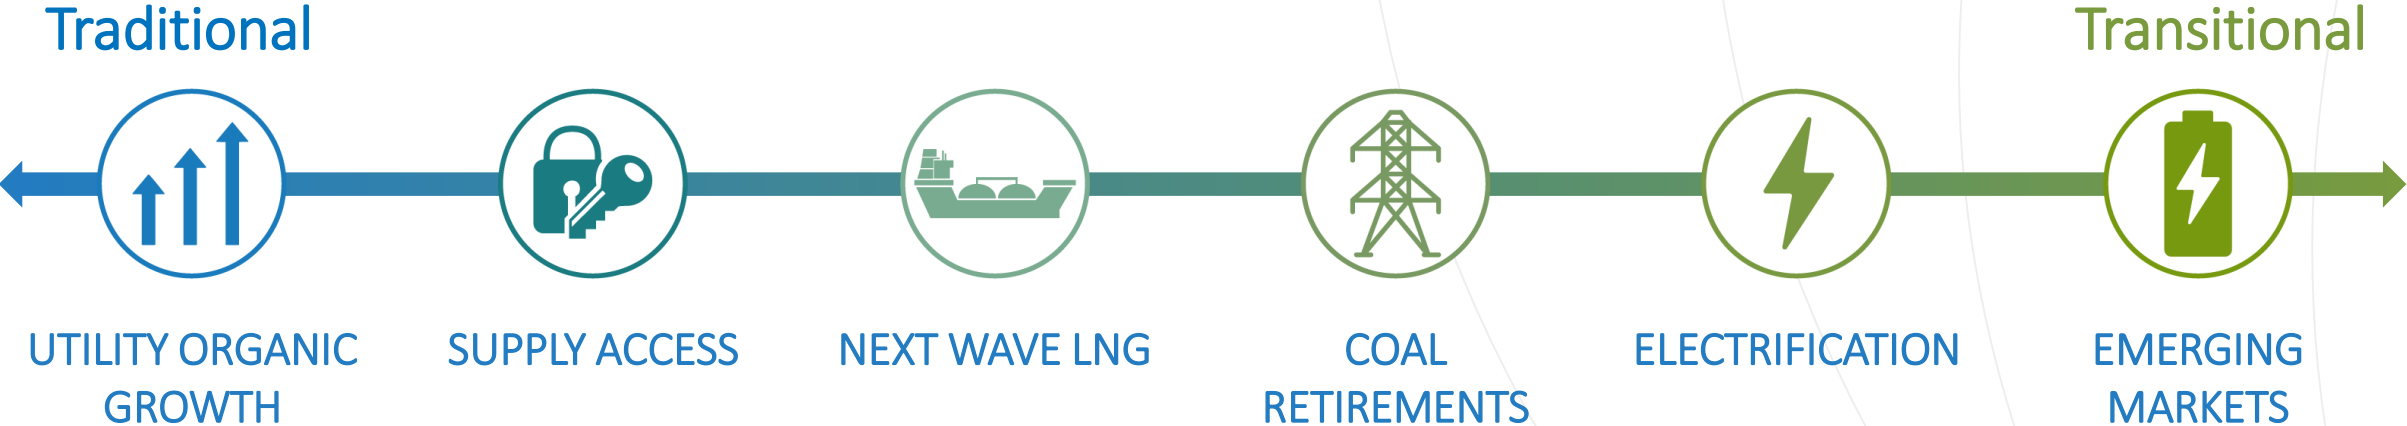 Traditional
Transitional
UTILITY ORGANIC
GROWTH
SUPPLY ACCESS
NEXT WAVE LNG
COAL
RETIREMENTS
ELECTRIFICATION
EMERGING
MARKETS